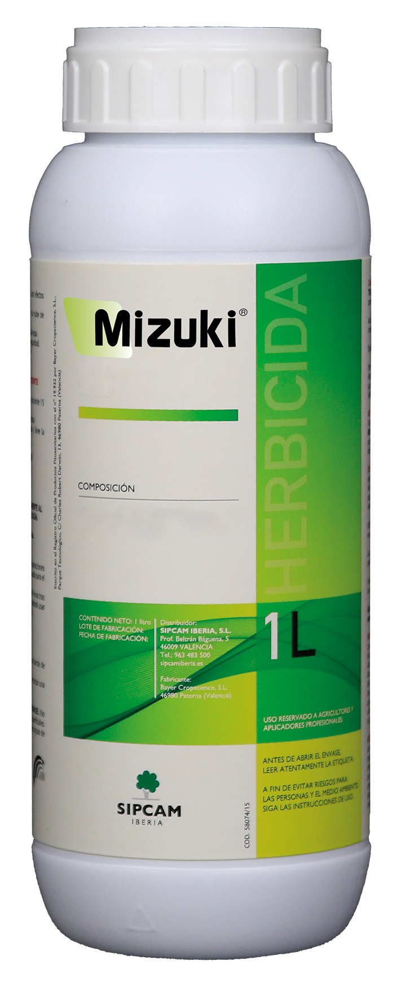 Mizuki®
HERBICIDA
COMPOSICIÓN
Inscrito en el Registro Oficial de Productos Fitosanitarios con el nº 19.932 por Bayer Cropscience, S.L.,
Parque Tecnológico, C/ Charles Robert Darwin, 13. 46980 Paterna (Valencia)
CONTENIDO NETO: 1 litro
LOTE DE FABRICACIÓN:
FECHA DE FABRICACIÓN:
Distribuidor:
SIPCAM IBERIA, S.L.
Prof. Beltrán Báguena, 5
46009 VALENCIA
Tel.: 963 483 500
sipcamiberia.es
Fabricante:
Bayer Cropscience, S.L.
46980 Paterna (Valencia)
1L
USO RESERVADO A AGRICULTORES Y
APLICADORES PROFESIONALES.
ANTES DE ABRIR EL ENVASE,
LEER ATENTAMENTE LA ETIQUETA.
A FIN DE EVITAR RIESGOS PARA
LAS PERSONAS Y EL MEDIO AMBIENTE
SIGA LAS INSTRUCCIONES DE USO.
SIPCAM
IBERIA
COD. 58074/15